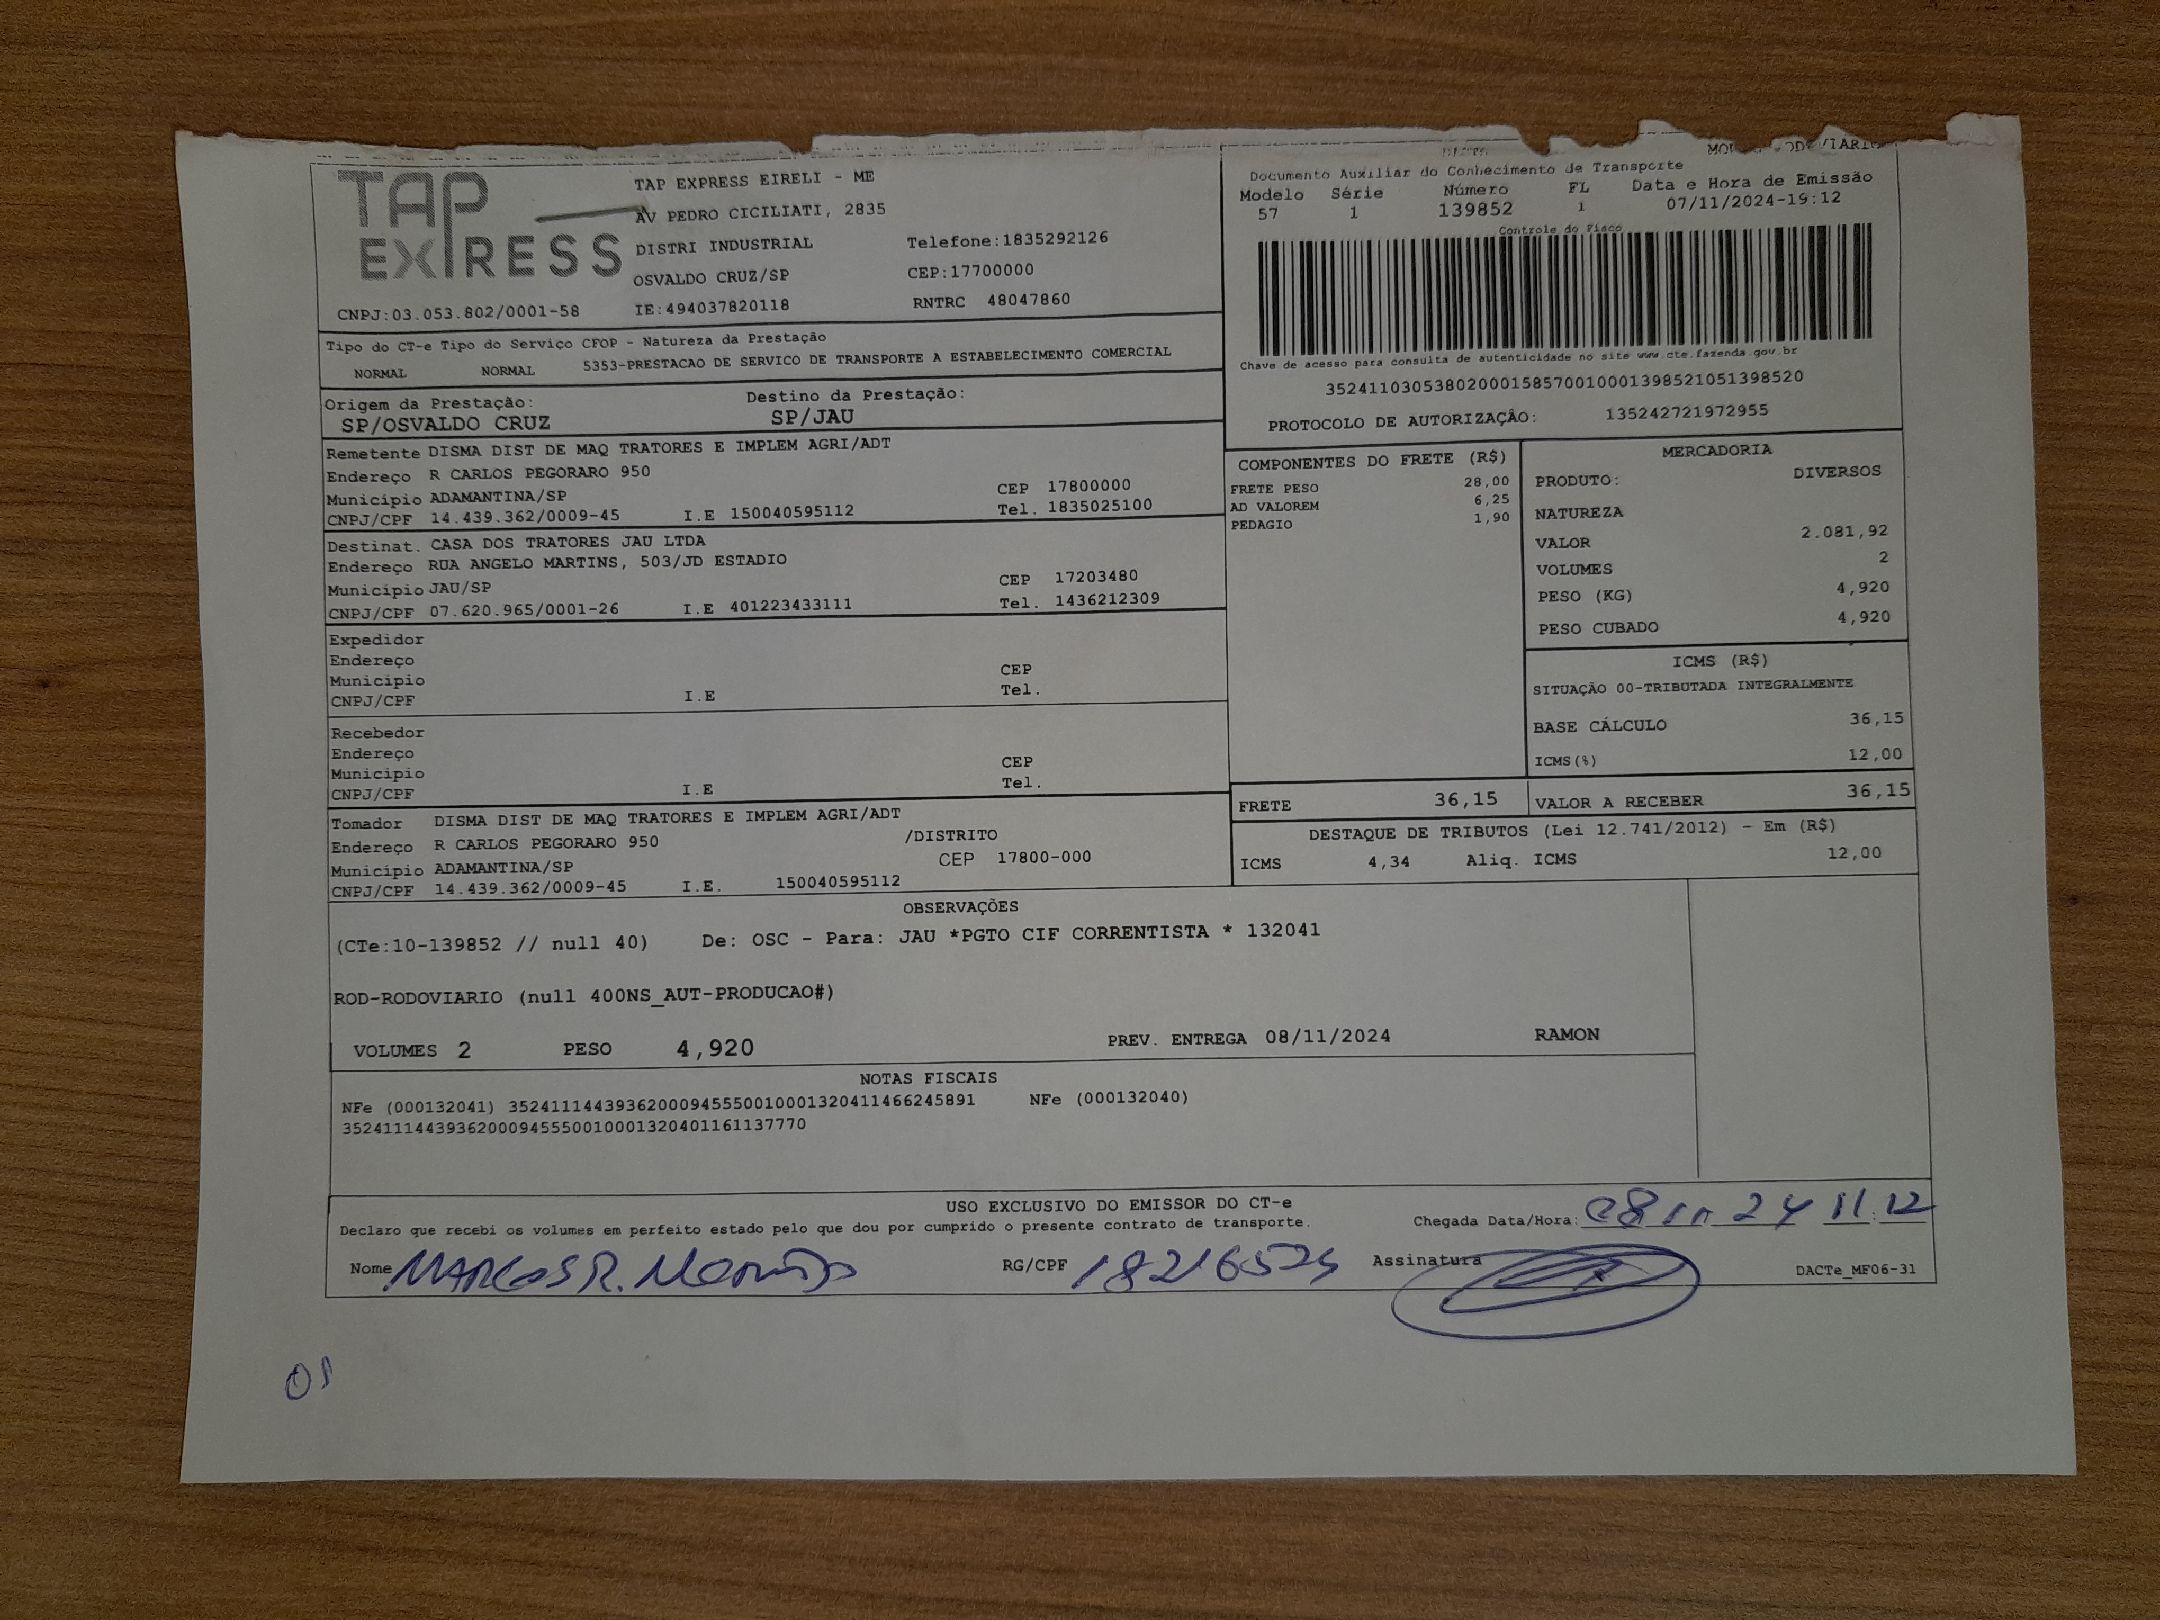 TAP EXPRESS
TAP EXPRESS EIRELI - ME
AV PEDRO CICILIATI, 2835
DISTRI INDUSTRIAL Telefone:1835292126
OSVALDO CRUZ/SP CEP:17700000
CNPJ:03.053.802/0001-58 IE:494037820118 RNTRC 48047860
Documento Auxiliar do Conhecimento de Transporte
Modelo Série Número FL Data e Hora de Emissão
57 1 139852 1 07/11/2024-19:12
Controle do Fisco
Chave de acesso para consulta de autenticidade no site www.cte.fazenda.gov.br
35241103053802000158570010001398521051398520
PROTOCOLO DE AUTORIZAÇÃO: 135242721972955
Tipo do CT-e Tipo do Serviço CFOP - Natureza da Prestação
NORMAL NORMAL 5353-PRESTACAO DE SERVICO DE TRANSPORTE A ESTABELECIMENTO COMERCIAL
Origem da Prestação: Destino da Prestação:
SP/OSVALDO CRUZ SP/JAU
Remetente DISMA DIST DE MAQ TRATORES E IMPLEM AGRI/ADT
Endereço R CARLOS PEGORARO 950
Município ADAMANTINA/SP CEP 17800000
CNPJ/CPF 14.439.362/0009-45 I.E 150040595112 Tel. 1835025100
Destinat. CASA DOS TRATORES JAU LTDA
Endereço RUA ANGELO MARTINS, 503/JD ESTADIO
Município JAU/SP CEP 17203480
CNPJ/CPF 07.620.965/0001-26 I.E 401223433111 Tel. 1436212309
Expedidor
Endereço
Município CEP
CNPJ/CPF I.E Tel.
Recebedor
Endereço
Município CEP
CNPJ/CPF I.E Tel.
Tomador DISMA DIST DE MAQ TRATORES E IMPLEM AGRI/ADT
Endereço R CARLOS PEGORARO 950 /DISTRITO
Município ADAMANTINA/SP CEP 17800-000
CNPJ/CPF 14.439.362/0009-45 I.E. 150040595112
COMPONENTES DO FRETE (R$)
FRETE PESO 28,00
AD VALOREM 6,25
PEDAGIO 1,90
MERCADORIA
PRODUTO: DIVERSOS
NATUREZA
VALOR 2.081,92
VOLUMES 2
PESO (KG) 4,920
PESO CUBADO 4,920
ICMS (R$)
SITUAÇÃO 00-TRIBUTADA INTEGRALMENTE
BASE CÁLCULO 36,15
ICMS(%) 12,00
FRETE 36,15 VALOR A RECEBER 36,15
DESTAQUE DE TRIBUTOS (Lei 12.741/2012) - Em (R$)
ICMS 4,34 Aliq. ICMS 12,00
OBSERVAÇÕES
(CTe:10-139852 // null 40) De: OSC - Para: JAU *PGTO CIF CORRENTISTA * 132041
ROD-RODOVIARIO (null 400NS_AUT-PRODUCAO#)
VOLUMES 2 PESO 4,920 PREV. ENTREGA 08/11/2024 RAMON
NOTAS FISCAIS
NFe (000132041) 35241114439362000945550010001320411466245891 NFe (000132040)
35241114439362000945550010001320401161137770
USO EXCLUSIVO DO EMISSOR DO CT-e
Declaro que recebi os volumes em perfeito estado pelo que dou por cumprido o presente contrato de transporte. Chegada Data/Hora: 08 11 24 11:12
Nome MARCOS R. RG/CPF 18216525 Assinatura DACTe_MF06-31